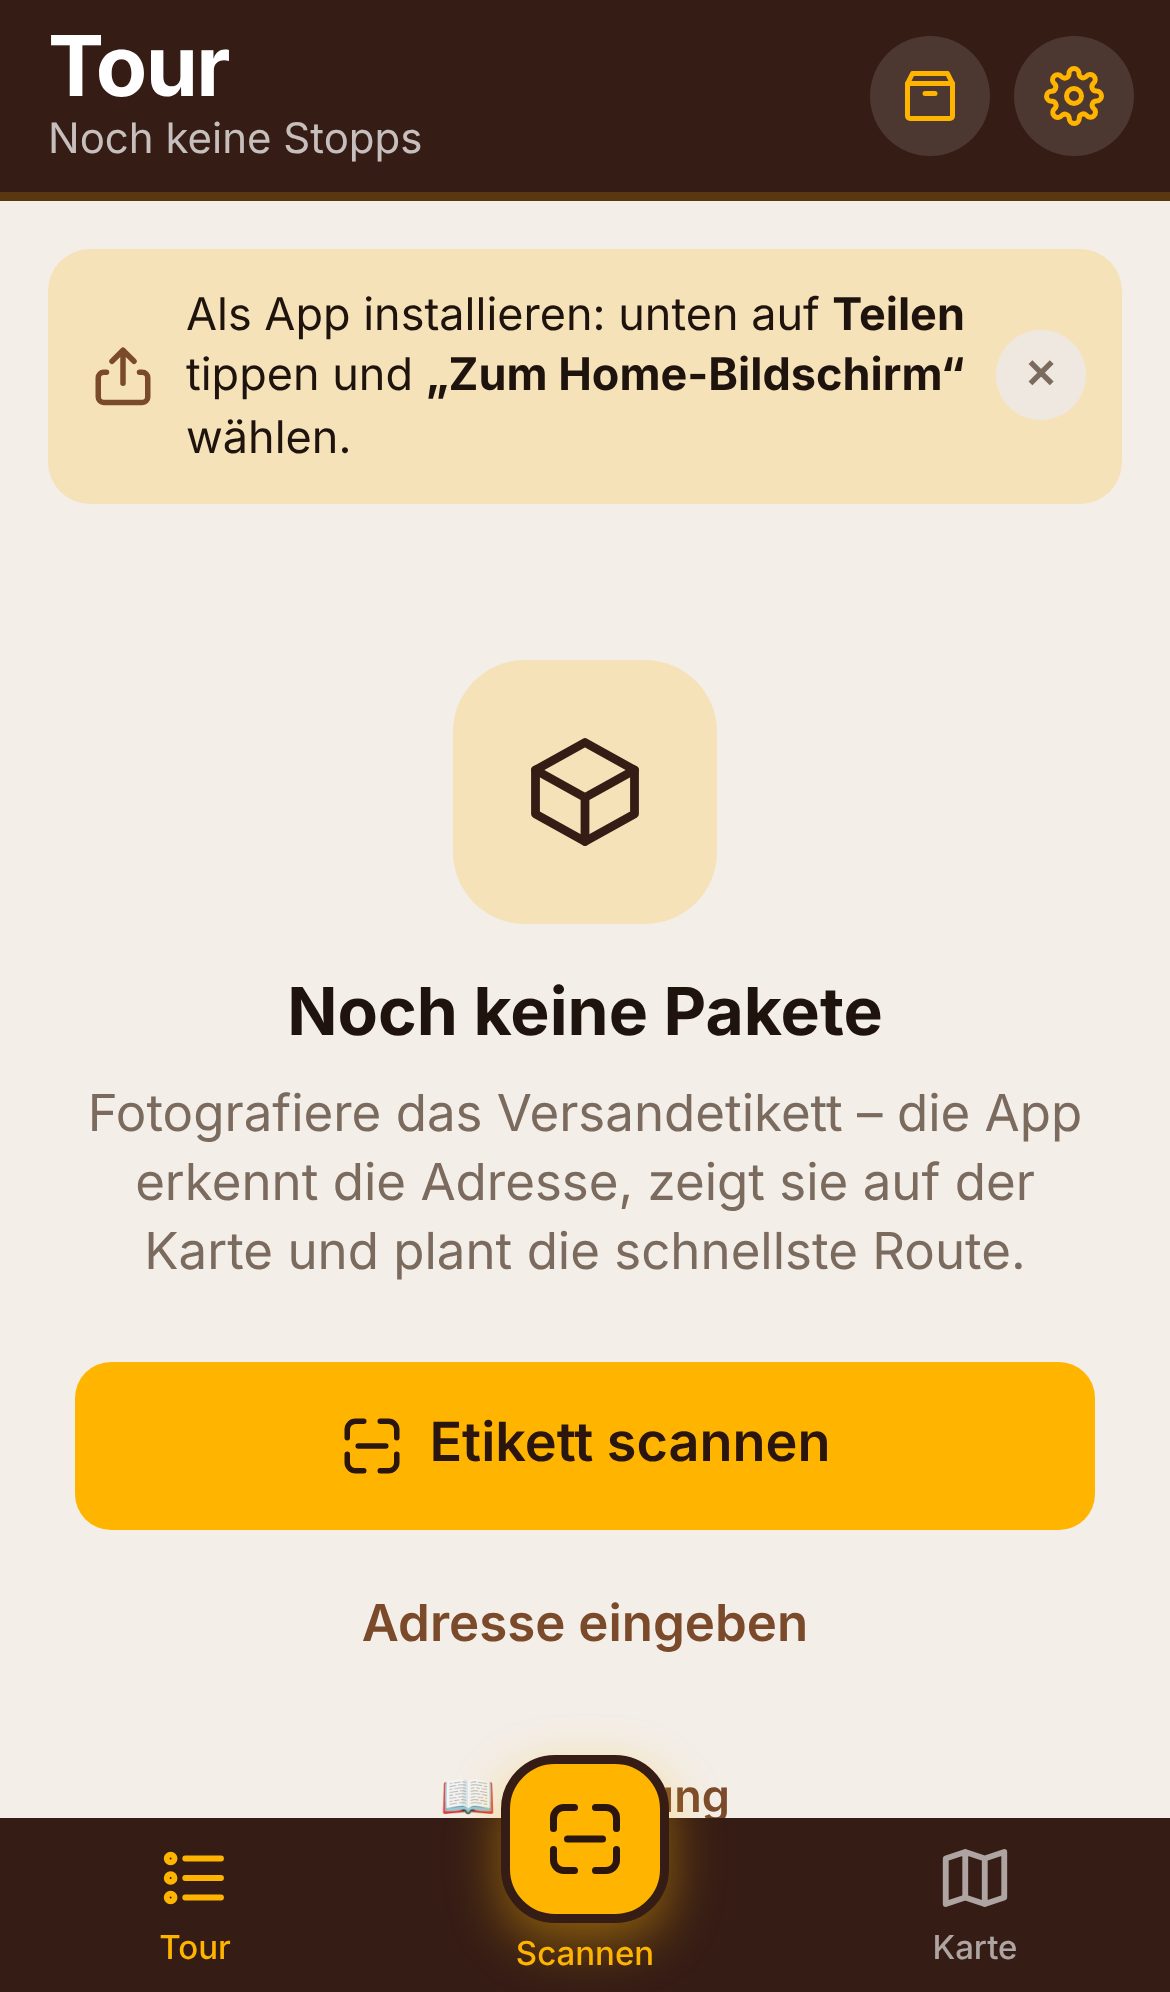 Tour
Noch keine Stopps
Als App installieren: unten auf Teilen
tippen und „Zum Home-Bildschirm“
wählen.
Noch keine Pakete
Fotografiere das Versandetikett – die App
erkennt die Adresse, zeigt sie auf der
Karte und plant die schnellste Route.
Etikett scannen
Adresse eingeben
Tour
Scannen
Karte